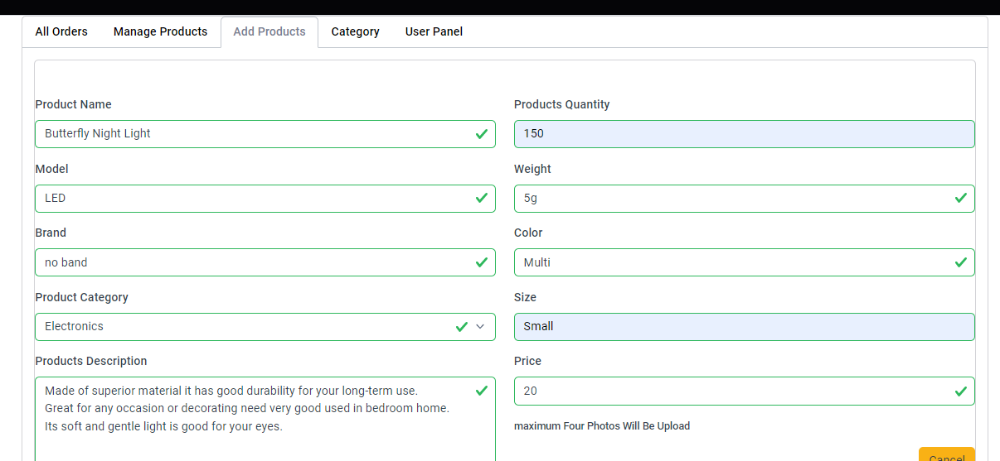 All Orders Manage Products Add Products Category User Panel
Product Name
Products Quantity
Butterfly Night Light
150
Model
Weight
LED
5g
Brand
Color
no band
Multi
Product Category
Size
Electronics
Small
Products Description
Price
Made of superior material it has good durability for your long-term use.
Great for any occasion or decorating need very good used in bedroom home.
Its soft and gentle light is good for your eyes.
20
maximum Four Photos Will Be Upload
Cancel